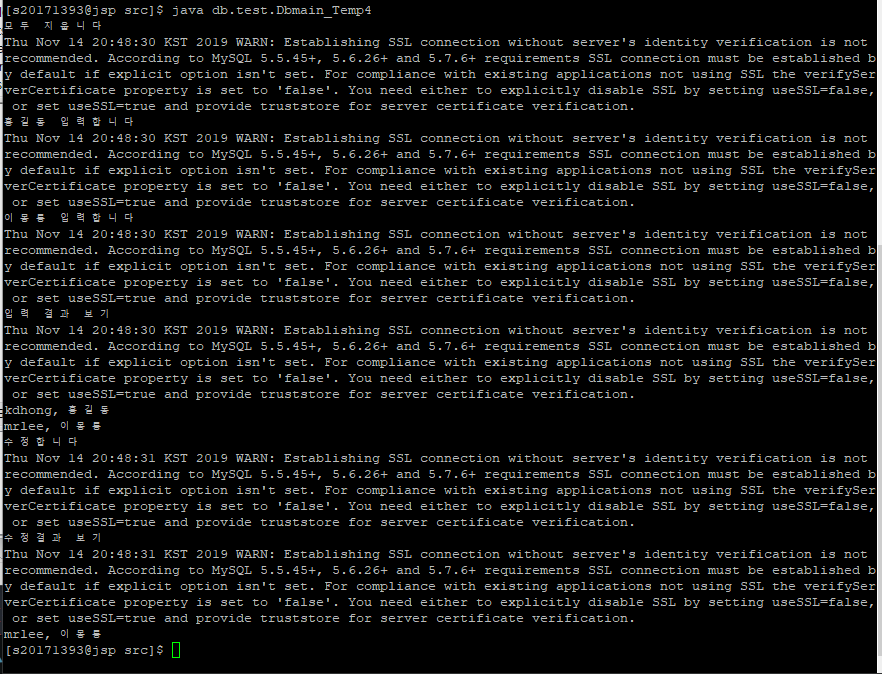 [s20171393@jsp src]$ java db.test.Dbmain_Temp4
모두 지웁니다
Thu Nov 14 20:48:30 KST 2019 WARN: Establishing SSL connection without server's identity verification is not
recommended. According to MySQL 5.5.45+, 5.6.26+ and 5.7.6+ requirements SSL connection must be established b
y default if explicit option isn't set. For compliance with existing applications not using SSL the verifySer
verCertificate property is set to 'false'. You need either to explicitly disable SSL by setting useSSL=false,
 or set useSSL=true and provide truststore for server certificate verification.
홍길동 입력합니다
Thu Nov 14 20:48:30 KST 2019 WARN: Establishing SSL connection without server's identity verification is not
recommended. According to MySQL 5.5.45+, 5.6.26+ and 5.7.6+ requirements SSL connection must be established b
y default if explicit option isn't set. For compliance with existing applications not using SSL the verifySer
verCertificate property is set to 'false'. You need either to explicitly disable SSL by setting useSSL=false,
 or set useSSL=true and provide truststore for server certificate verification.
이몽룡 입력합니다
Thu Nov 14 20:48:30 KST 2019 WARN: Establishing SSL connection without server's identity verification is not
recommended. According to MySQL 5.5.45+, 5.6.26+ and 5.7.6+ requirements SSL connection must be established b
y default if explicit option isn't set. For compliance with existing applications not using SSL the verifySer
verCertificate property is set to 'false'. You need either to explicitly disable SSL by setting useSSL=false,
 or set useSSL=true and provide truststore for server certificate verification.
입력 결과 보기
Thu Nov 14 20:48:30 KST 2019 WARN: Establishing SSL connection without server's identity verification is not
recommended. According to MySQL 5.5.45+, 5.6.26+ and 5.7.6+ requirements SSL connection must be established b
y default if explicit option isn't set. For compliance with existing applications not using SSL the verifySer
verCertificate property is set to 'false'. You need either to explicitly disable SSL by setting useSSL=false,
 or set useSSL=true and provide truststore for server certificate verification.
kdhong, 홍길동
mrlee, 이몽룡
수정합니다
Thu Nov 14 20:48:31 KST 2019 WARN: Establishing SSL connection without server's identity verification is not
recommended. According to MySQL 5.5.45+, 5.6.26+ and 5.7.6+ requirements SSL connection must be established b
y default if explicit option isn't set. For compliance with existing applications not using SSL the verifySer
verCertificate property is set to 'false'. You need either to explicitly disable SSL by setting useSSL=false,
 or set useSSL=true and provide truststore for server certificate verification.
수정결과 보기
Thu Nov 14 20:48:31 KST 2019 WARN: Establishing SSL connection without server's identity verification is not
recommended. According to MySQL 5.5.45+, 5.6.26+ and 5.7.6+ requirements SSL connection must be established b
y default if explicit option isn't set. For compliance with existing applications not using SSL the verifySer
verCertificate property is set to 'false'. You need either to explicitly disable SSL by setting useSSL=false,
 or set useSSL=true and provide truststore for server certificate verification.
mrlee, 이몽룡
[s20171393@jsp src]$